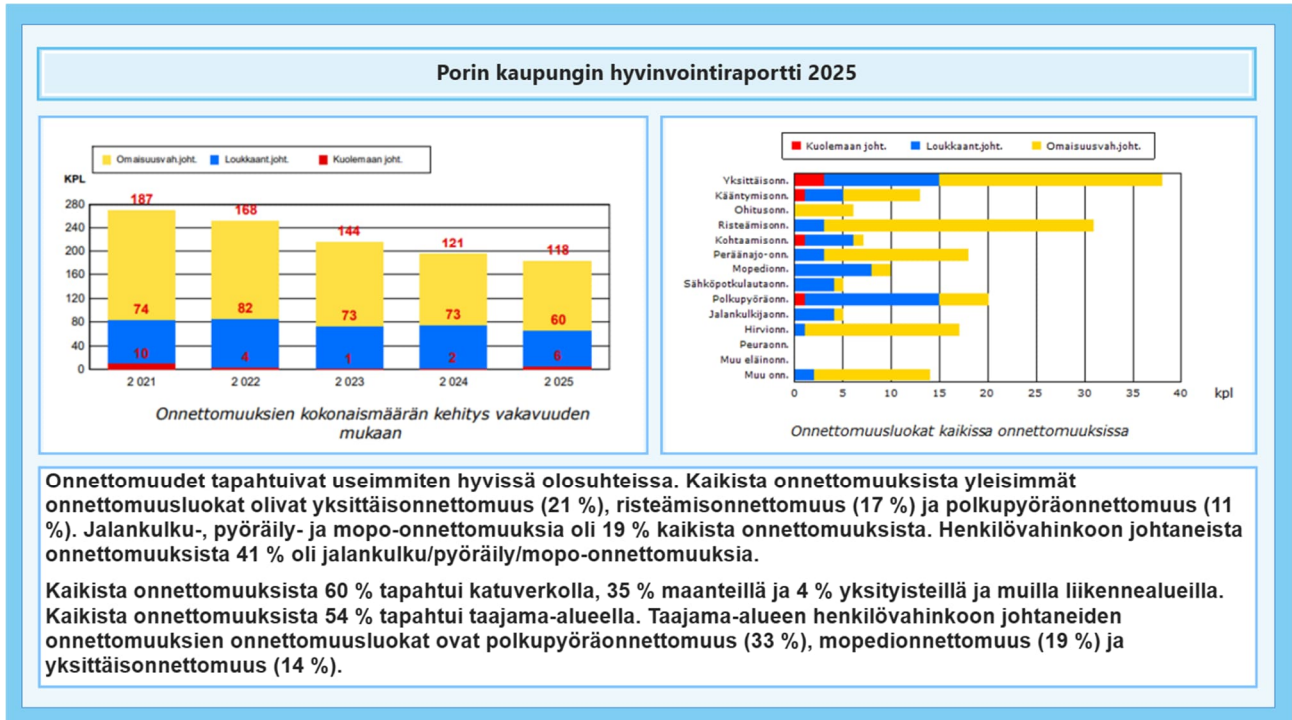 Porin kaupungin hyvinvointiraportti 2025
Omaisuusvah.joht. Loukkaant.joht. Kuolemaan joht.
KPL
280
240
200
160
120
80
40
0
187
168
144
121
118
74
82
73
73
60
10
4
1
2
6
2 021 2 022 2 023 2 024 2 025
Onnettomuuksien kokonaismäärän kehitys vakavuuden
mukaan
Kuolemaan joht. Loukkaant.joht. Omaisuusvah.joht.
Yksittäisonn.
Kääntymisonn.
Ohitusonn.
Risteämisonn.
Kohtaamisonn.
Peräänajo-onn.
Mopedionn.
Sähköpotkulautaonn.
Polkupyöräonn.
Jalankulkijaonn.
Hirvionn.
Peuraonn.
Muu eläinonn.
Muu onn.
0 5 10 15 20 25 30 35 40 kpl
Onnettomuusluokat kaikissa onnettomuuksissa
Onnettomuudet tapahtuivat useimmiten hyvissä olosuhteissa. Kaikista onnettomuuksista yleisimmät
onnettomuusluokat olivat yksittäisonnettomuus (21 %), risteämisonnettomuus (17 %) ja polkupyöräonnettomuus (11
%). Jalankulku-, pyöräily- ja mopo-onnettomuuksia oli 19 % kaikista onnettomuuksista. Henkilövahinkoon johtaneista
onnettomuuksista 41 % oli jalankulku/pyöräily/mopo-onnettomuuksia.
Kaikista onnettomuuksista 60 % tapahtui katuverkolla, 35 % maanteillä ja 4 % yksityisteillä ja muilla liikennealueilla.
Kaikista onnettomuuksista 54 % tapahtui taajama-alueella. Taajama-alueen henkilövahinkoon johtaneiden
onnettomuuksien onnettomuusluokat ovat polkupyöräonnettomuus (33 %), mopedionnettomuus (19 %) ja
yksittäisonnettomuus (14 %).